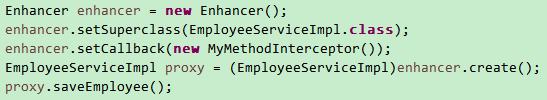 Enhancer enhancer = new Enhancer();
enhancer.setSuperclass(EmployeeServiceImpl.class);
enhancer.setCallback(new MyMethodInterceptor());
EmployeeServiceImpl proxy = (EmployeeServiceImpl)enhancer.create();
proxy.saveEmployee();